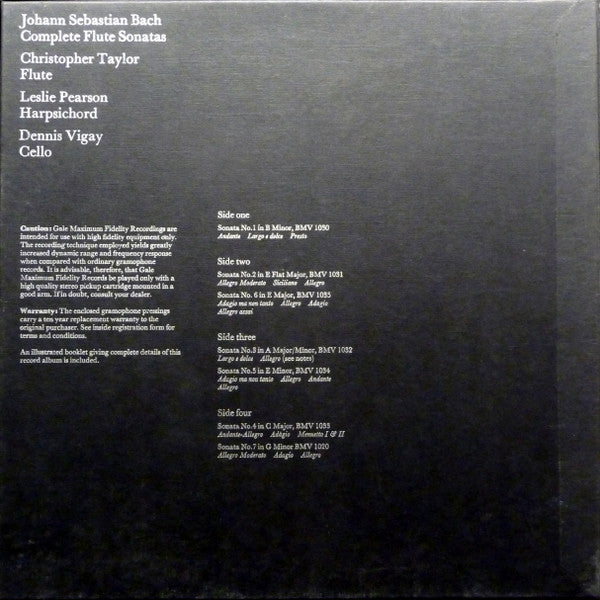 Johann Sebastian Bach
Complete Flute Sonatas
Christopher Taylor
Flute
Leslie Pearson
Harpsichord
Dennis Vigay
Cello
Caution: Gale Maximum Fidelity Recordings are
intended for use with high fidelity equipment only.
The recording technique employed yields greatly
increased dynamic range and frequency response
when compared with ordinary gramophone
records. It is advisable, therefore, that Gale
Maximum Fidelity Records be played only with a
high quality stereo pickup cartridge mounted in a
good arm. If in doubt, consult your dealer.
Warranty: The enclosed gramophone pressings
carry a ten year replacement warranty to the
original purchaser. See inside registration form for
terms and conditions.
An illustrated booklet giving complete details of this
record album is included.
Side one
Sonata No.1 in B Minor, BMV 1030
Andante Largo e dolce Presto
Side two
Sonata No.2 in E Flat Major, BMV 1031
Allegro Moderato Siciliano Allegro
Sonata No. 6 in E Major, BMV 1035
Adagio ma non tanto Allegro Adagio
Allegro assai
Side three
Sonata No.3 in A Major/Minor, BMV 1032
Largo e dolce Allegro (see notes)
Sonata No.5 in E Minor, BMV 1034
Adagio ma non tanto Allegro Andante
Allegro
Side four
Sonata No.4 in C Major, BMV 1033
Andante-Allegro Adagio Menuetto I & II
Sonata No.7 in G Minor BMV 1020
Allegro Moderato Adagio Allegro